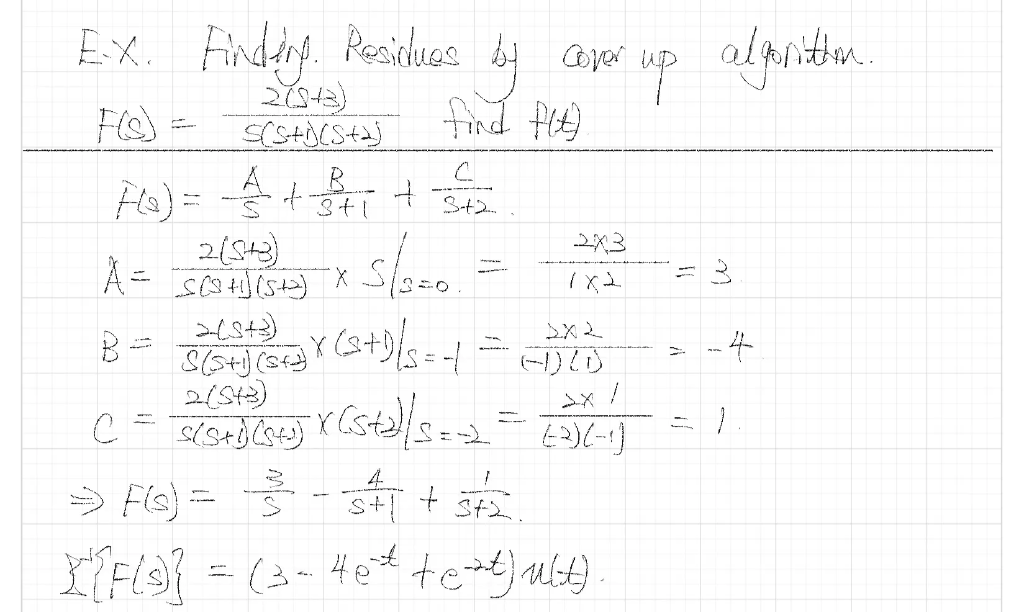 E.X. Finding. Residues by cover up algorithm.
F(s) = 2(s+3) / s(s+1)(s+2) find f(t)
F(s) = A/s + B/s+1 + C/s+2.
A = 2(s+3) / s(s+1)(s+2) × s|s=0. = 2×3 / 1×2 = 3
B = 2(s+3) / s(s+1)(s+2) × (s+1)|s=-1 = 2×2 / (-1)(1) = -4
C = 2(s+3) / s(s+1)(s+2) × (s+2)|s=-2 = 2×1 / (-2)(-1) = 1.
⇒ F(s) = 3/s - 4/s+1 + 1/s+2.
ℒ⁻¹{F(s)} = (3 - 4e^-t + e^-2t) u(t).